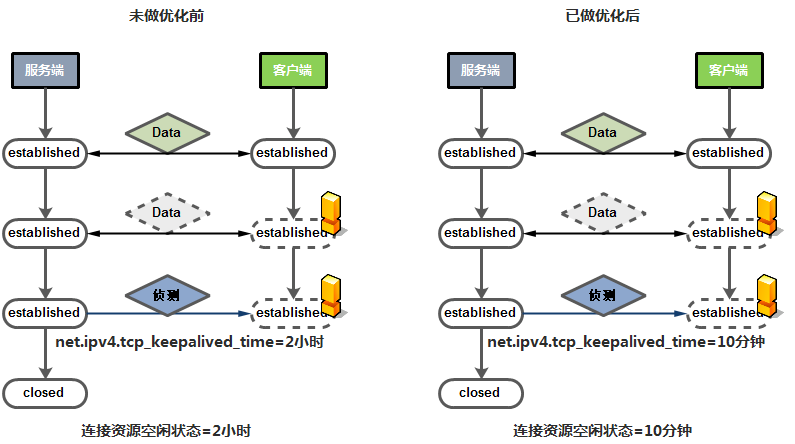 未做优化前
服务端
客户端
Data
established
established
Data
established
established
侦测
established
established
net.ipv4.tcp_keepalived_time=2小时
closed
连接资源空闲状态=2小时
已做优化后
服务端
客户端
Data
established
established
Data
established
established
侦测
established
established
net.ipv4.tcp_keepalived_time=10分钟
closed
连接资源空闲状态=10分钟